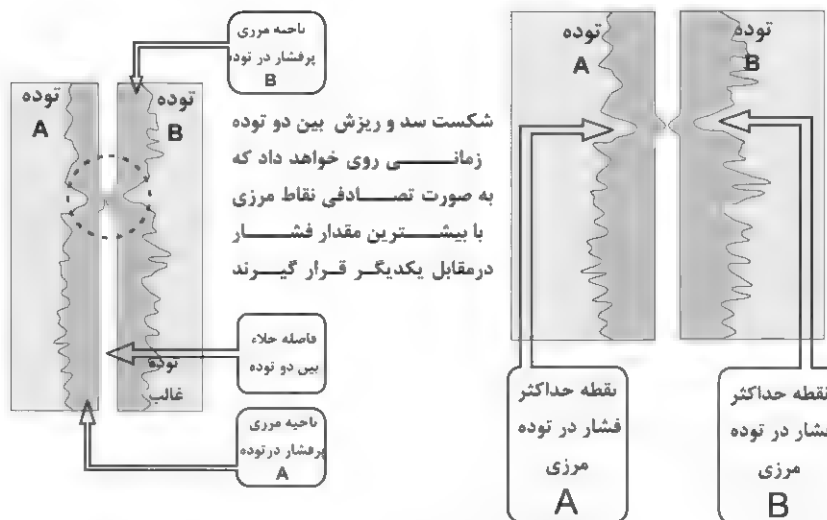 ناحیه مرزی
پرفشار در توده
B
توده
A
توده
B
شکست سد و ریزش بین دو توده
زمانی روی خواهد داد که
به صورت تصادفی نقاط مرزی
با بیشترین مقدار فشار
درمقابل یکدیگر قرار گیرند
فاصله خلاء
بین دو توده
توده
غالب
ناحیه مرزی
پرفشار درتوده
A
توده
A
توده
B
نقطه حداکثر
فشار در توده
مرزی
A
نقطه حداکثر
فشار در توده
مرزی
B